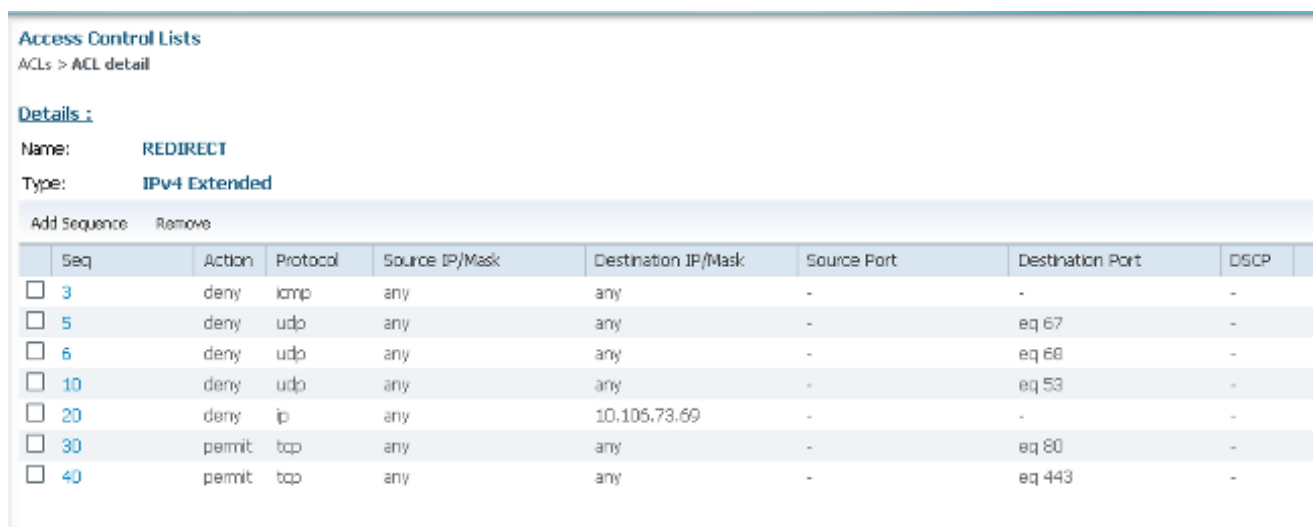 Access Control Lists
ACLs > ACL detail
Details :
Name: REDIRECT
Type: IPv4 Extended
Add Sequence Remove
Seq Action Protocol Source IP/Mask Destination IP/Mask Source Port Destination Port DSCP
3 deny icmp any any - - -
5 deny udp any any - eq 67 -
6 deny udp any any - eq 68 -
10 deny udp any any - eq 53 -
20 deny ip any 10.106.73.69 - - -
30 permit tcp any any - eq 80 -
40 permit tcp any any - eq 443 -